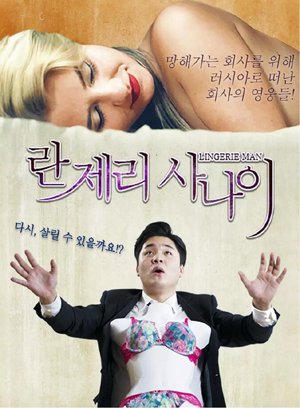 망해가는 회사를 위해
러시아로 떠난
회사의 영웅들!
란제리 사나이
LINGERIE MAN
다시, 살릴 수 있을까요!?